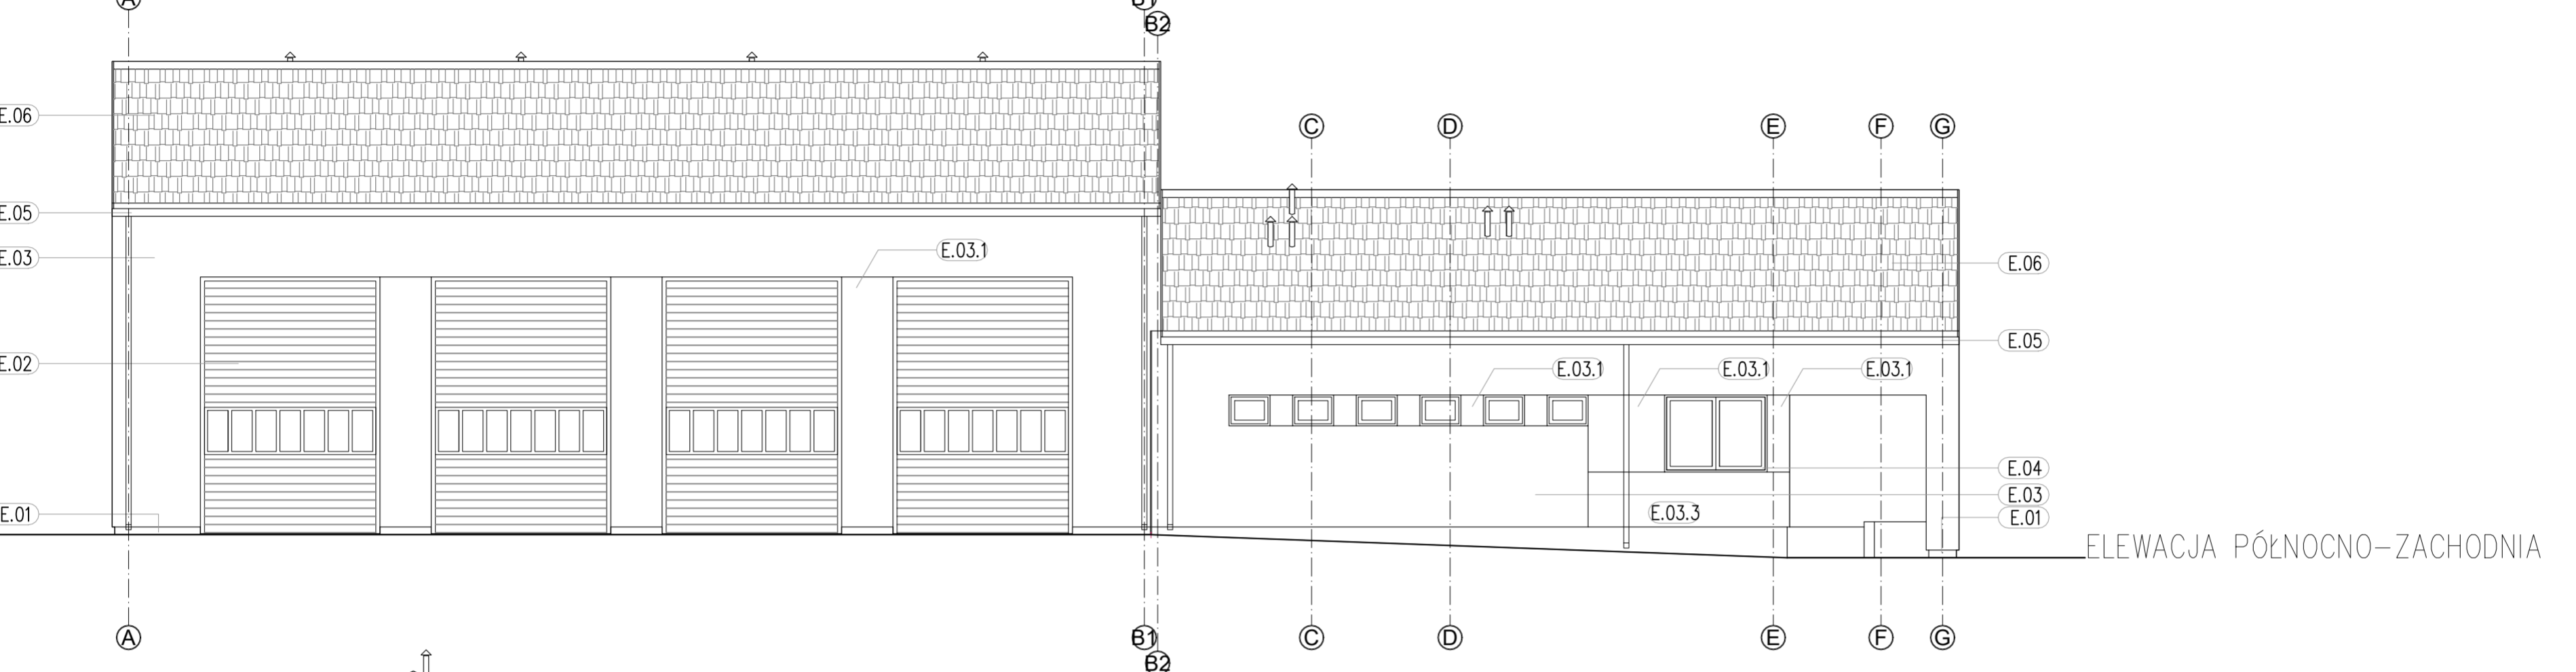 A
B1
B2
E.06
C
D
E
F
G
E.05
E.03
E.03.1
E.06
E.05
E.02
E.03.1
E.03.1
E.03.1
E.04
E.03
E.01
E.03.3
E.01
ELEWACJA PÓŁNOCNO-ZACHODNIA
A
B1
C
D
E
F
G
B2